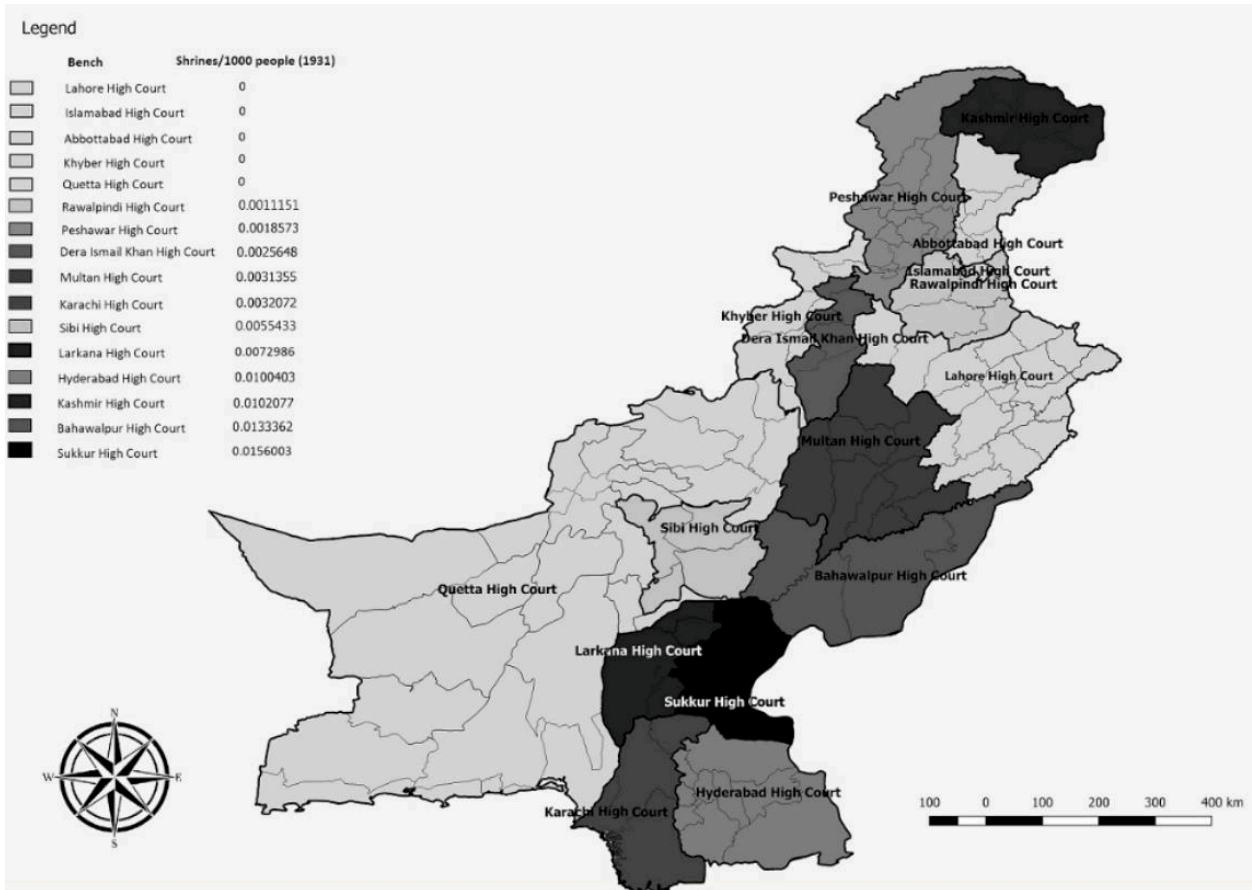 Legend
Bench Shrines/1000 people (1931)
Lahore High Court 0
Islamabad High Court 0
Abbottabad High Court 0
Khyber High Court 0
Quetta High Court 0
Rawalpindi High Court 0.0011151
Peshawar High Court 0.0018573
Dera Ismail Khan High Court 0.0025648
Multan High Court 0.0031355
Karachi High Court 0.0032072
Sibi High Court 0.0055433
Larkana High Court 0.0072986
Hyderabad High Court 0.0100403
Kashmir High Court 0.0102077
Bahawalpur High Court 0.0133362
Sukkur High Court 0.0156003
Kashmir High Court
Peshawar High Court
Abbottabad High Court
Islamabad High Court
Rawalpindi High Court
Khyber High Court
Dera Ismail Khan High Court
Lahore High Court
Multan High Court
Sibi High Court
Bahawalpur High Court
Quetta High Court
Larkana High Court
Sukkur High Court
Hyderabad High Court
Karachi High Court
N
W E
S
100 0 100 200 300 400 km